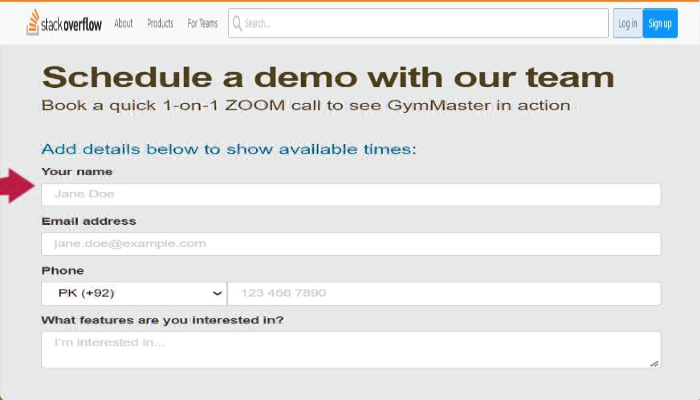 stackoverflow About Products For Teams Search... Log in Sign up
Schedule a demo with our team
Book a quick 1-on-1 ZOOM call to see GymMaster in action
Add details below to show available times:
Your name
Jane Doe
Email address
jane.doe@example.com
Phone
PK (+92) 123 456 7890
What features are you interested in?
I'm interested in...